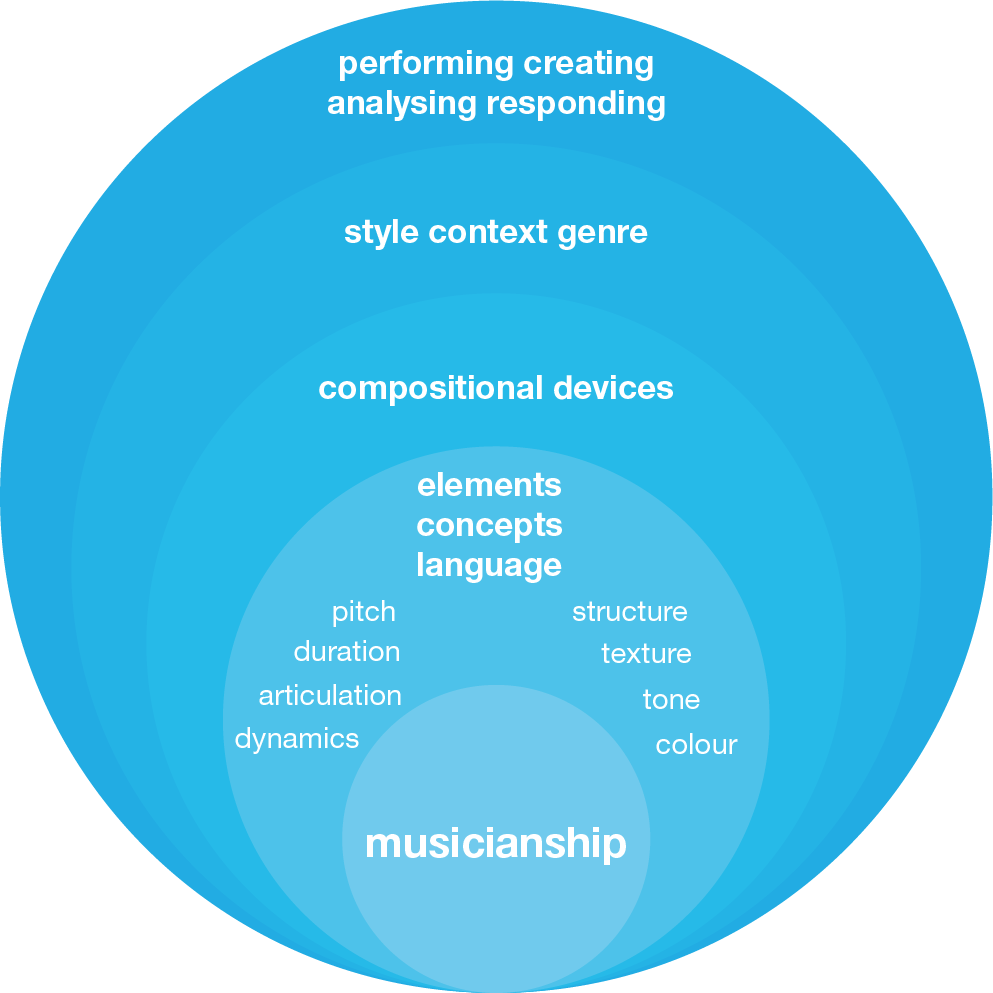 performing creating
analysing responding
style context genre
compositional devices
elements
concepts
language
pitch
structure
duration
texture
articulation
tone
dynamics
colour
musicianship